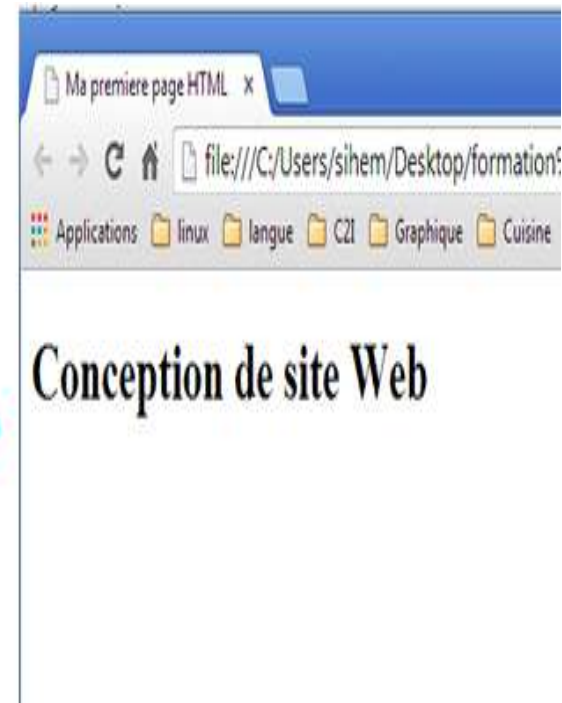 Ma premiere page HTML ×
file:///C:/Users/sihem/Desktop/formation
Applications linux langue C2I Graphique Cuisine
Conception de site Web